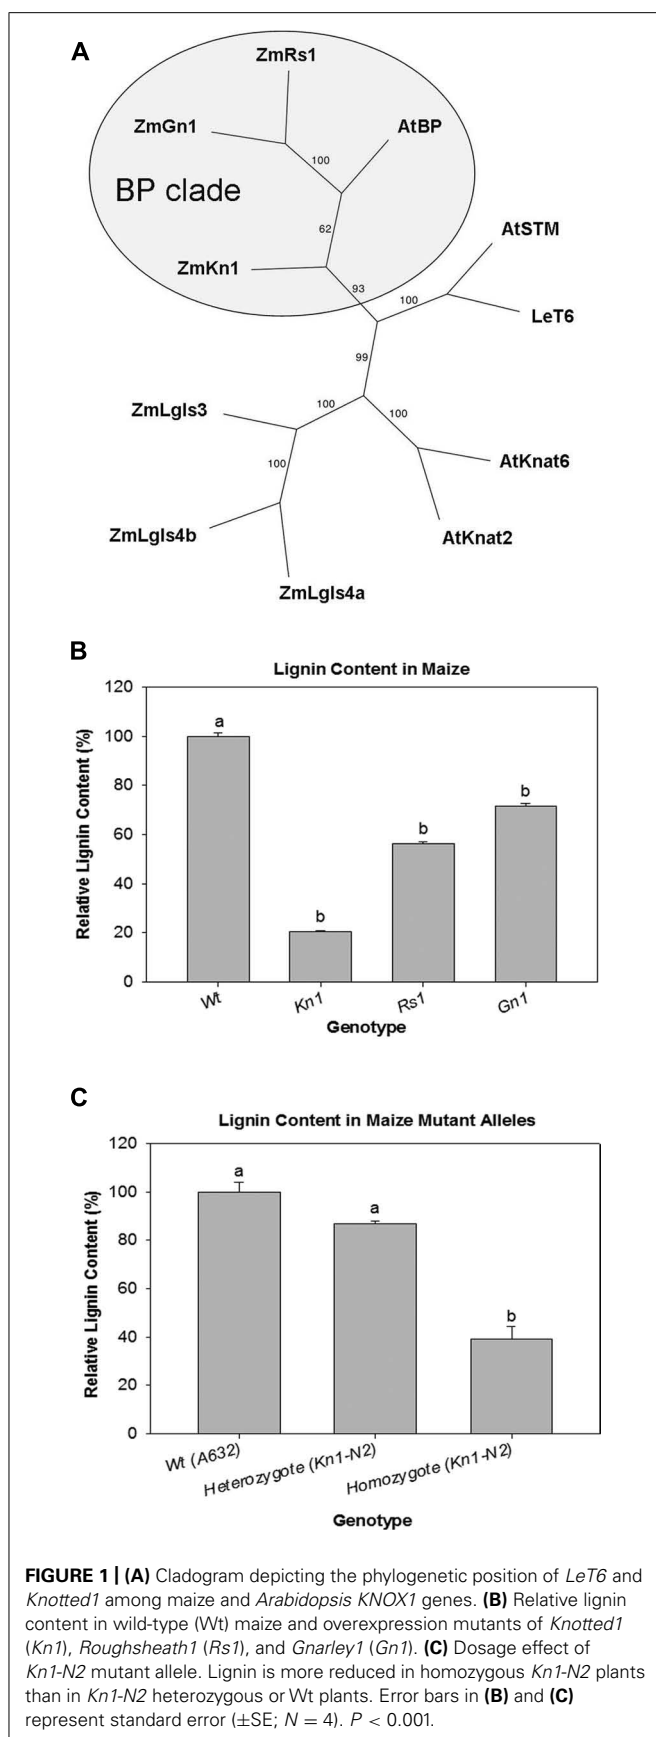 A
ZmRs1
ZmGn1
AtBP
100
BP clade
62
AtSTM
ZmKn1
93
100
LeT6
99
ZmLgls3
100
100
100
AtKnat6
ZmLgls4b
AtKnat2
ZmLgls4a
B
Lignin Content in Maize
Relative Lignin Content (%)
120
100
80
60
40
20
0
a
b
b
b
Wt
Kn1
Rs1
Gn1
Genotype
C
Lignin Content in Maize Mutant Alleles
Relative Lignin Content (%)
120
100
80
60
40
20
0
a
a
b
Wt (A632)
Heterozygote (Kn1-N2)
Homozygote (Kn1-N2)
Genotype
FIGURE 1 | (A) Cladogram depicting the phylogenetic position of LeT6 and
Knotted1 among maize and Arabidopsis KNOX1 genes. (B) Relative lignin
content in wild-type (Wt) maize and overexpression mutants of Knotted1
(Kn1), Roughsheath1 (Rs1), and Gnarley1 (Gn1). (C) Dosage effect of
Kn1-N2 mutant allele. Lignin is more reduced in homozygous Kn1-N2 plants
than in Kn1-N2 heterozygous or Wt plants. Error bars in (B) and (C)
represent standard error (±SE; N = 4). P < 0.001.